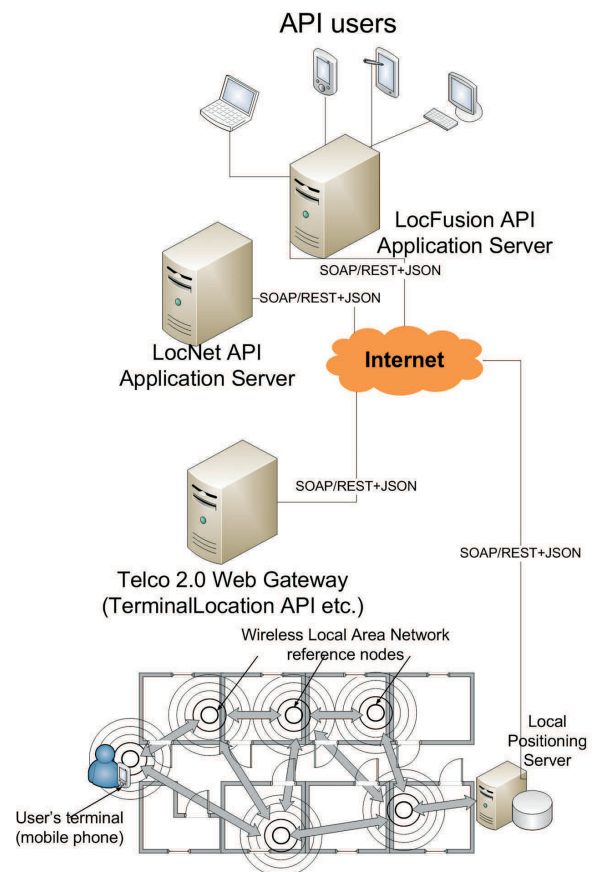 API users
LocFusion API
Application Server
SOAP/REST+JSON
SOAP/REST+JSON
LocNet API
Application Server
Internet
SOAP/REST+JSON
SOAP/REST+JSON
Telco 2.0 Web Gateway
(TerminalLocation API etc.)
Wireless Local Area Network
reference nodes
Local
Positioning
Server
User's terminal
(mobile phone)